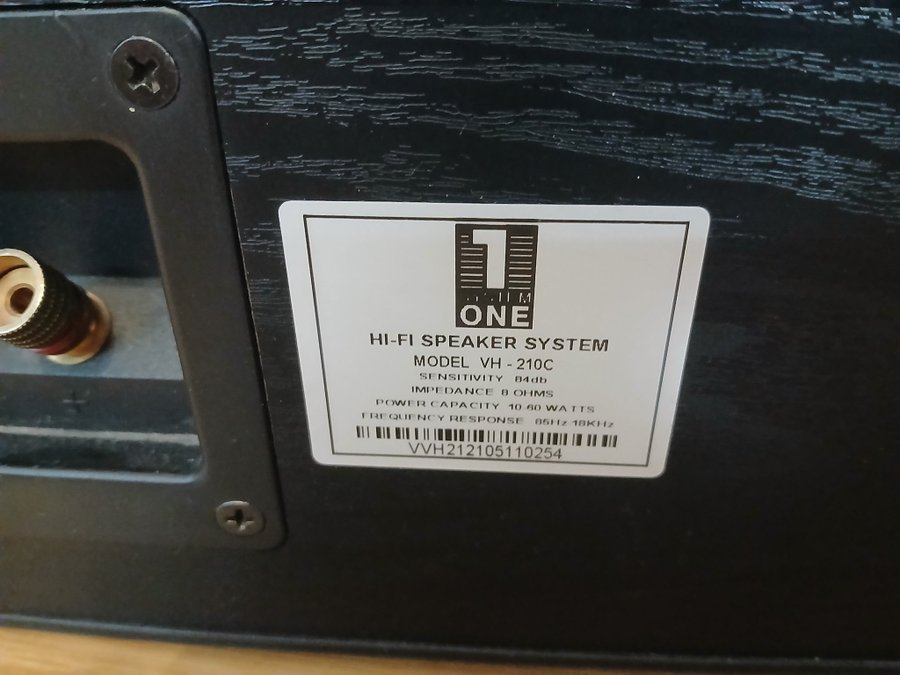 1
ONE
HI-FI SPEAKER SYSTEM
MODEL VH - 210C
SENSITIVITY 84db
IMPEDANCE 8 OHMS
POWER CAPACITY 10-60 WATTS
FREQUENCY RESPONSE 85Hz-18KHz
VVH212105110254
+